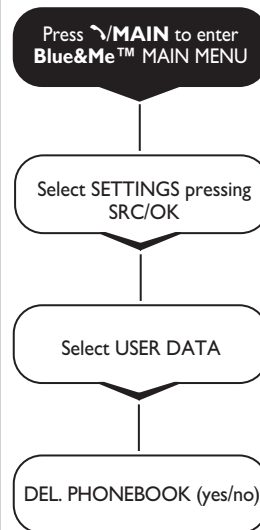 Press /MAIN to enter
Blue&Me™ MAIN MENU
Select SETTINGS pressing
SRC/OK
Select USER DATA
DEL. PHONEBOOK (yes/no)